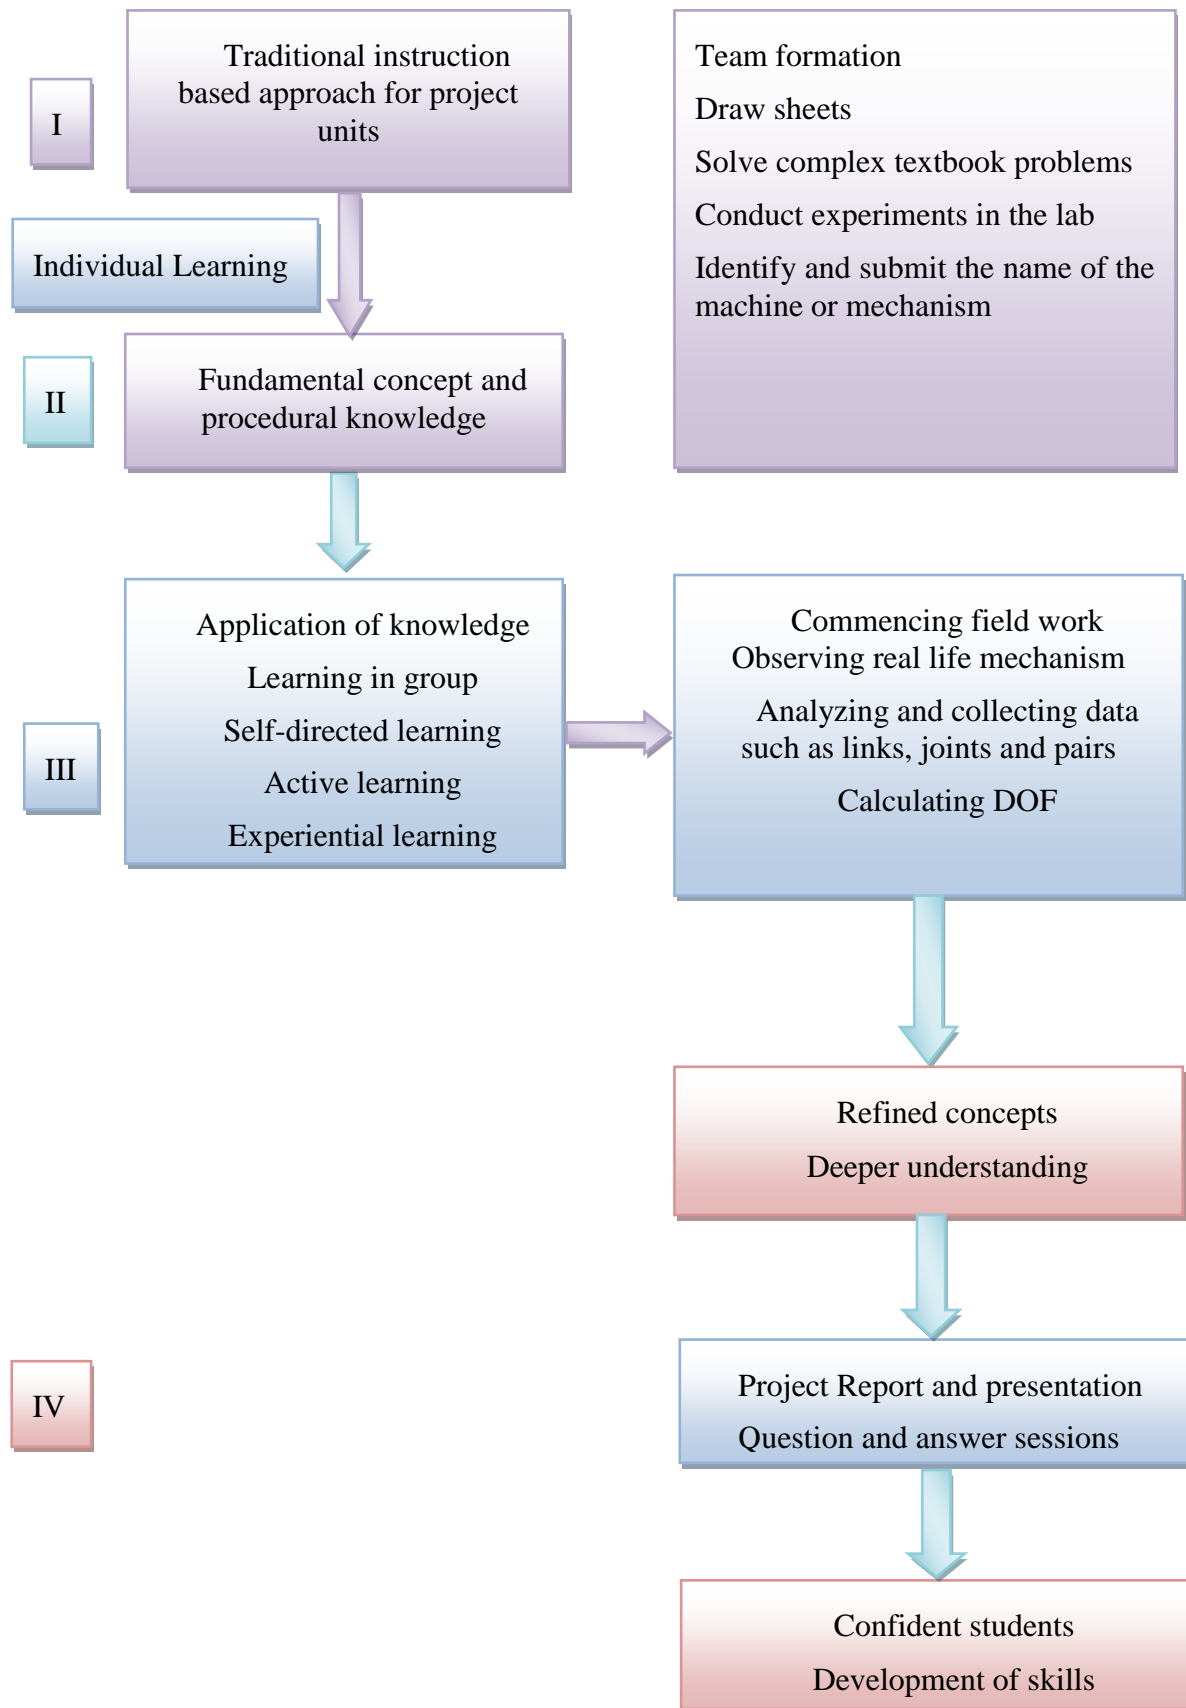 I
Traditional instruction
based approach for project
units
Team formation
Draw sheets
Solve complex textbook problems
Conduct experiments in the lab
Identify and submit the name of the
machine or mechanism
Individual Learning
II
Fundamental concept and
procedural knowledge
III
Application of knowledge
Learning in group
Self-directed learning
Active learning
Experiential learning
Commencing field work
Observing real life mechanism
Analyzing and collecting data
such as links, joints and pairs
Calculating DOF
Refined concepts
Deeper understanding
IV
Project Report and presentation
Question and answer sessions
Confident students
Development of skills